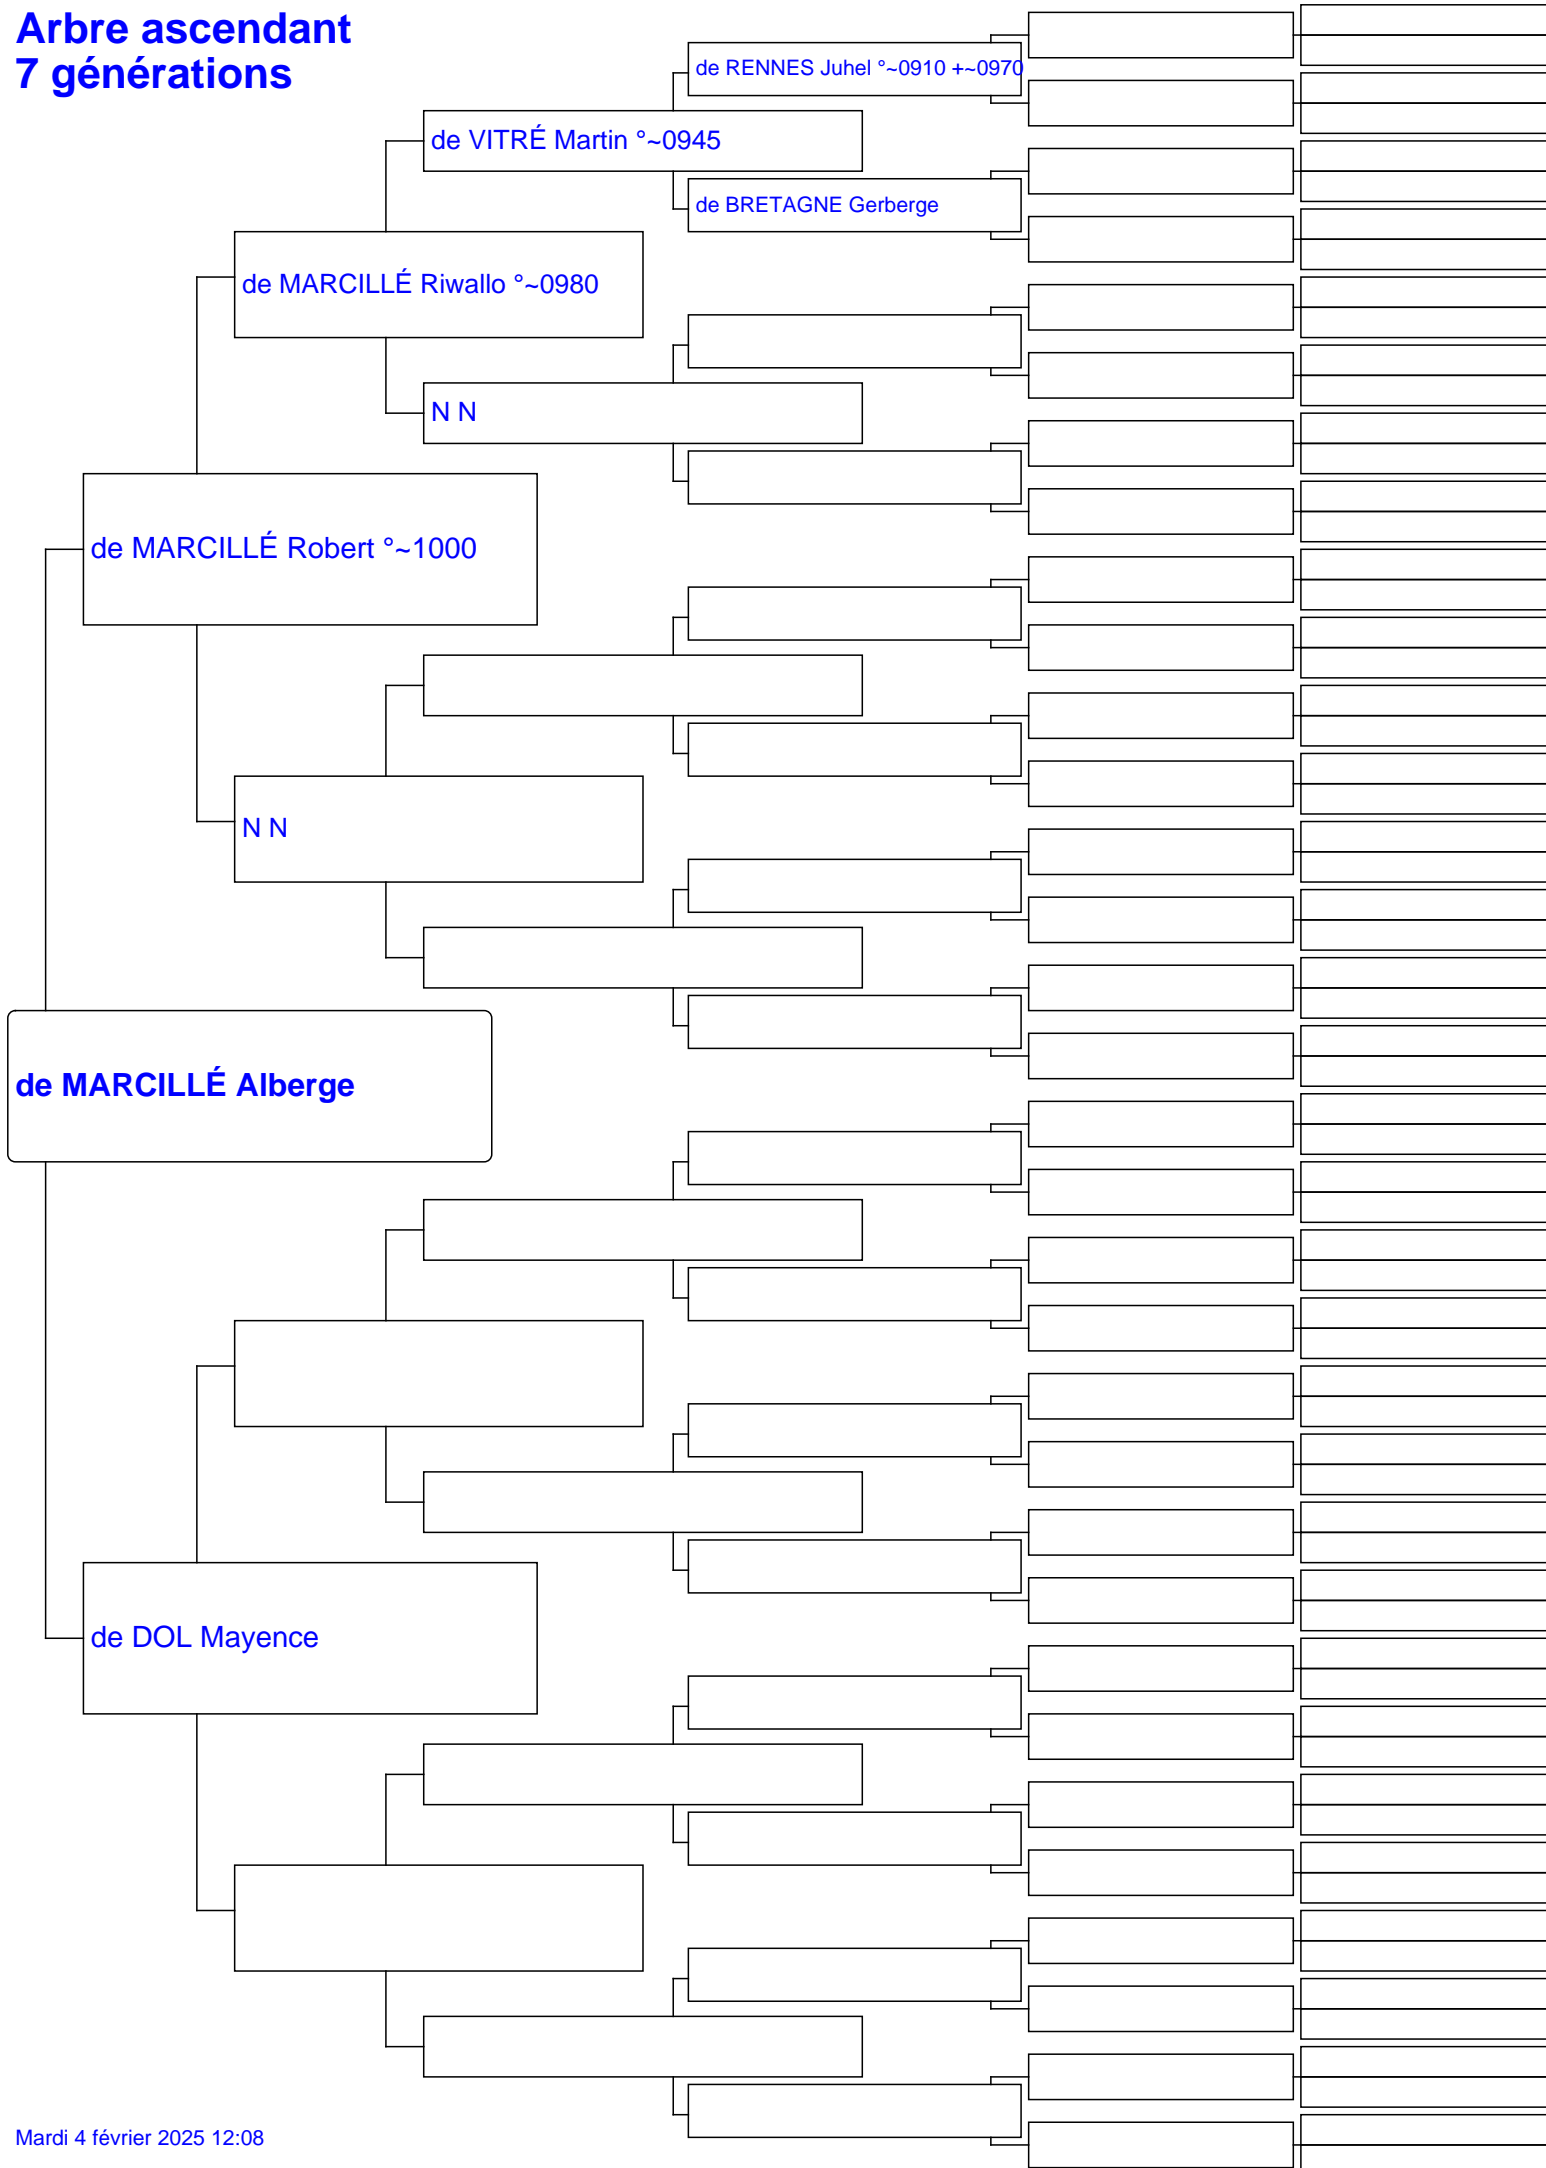 Arbre ascendant
7 générations
de RENNES Juhel °~0910 +~0970
de VITRÉ Martin °~0945
de BRETAGNE Gerberge
de MARCILLÉ Riwallo °~0980
N N
de MARCILLÉ Robert °~1000
N N
de MARCILLÉ Alberge
de DOL Mayence
Mardi 4 février 2025 12:08